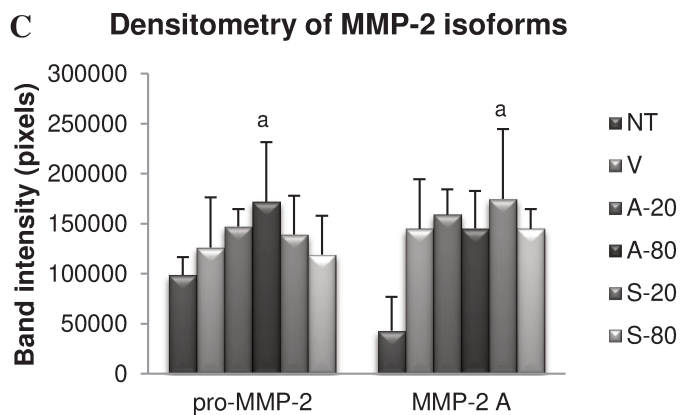 C Densitometry of MMP-2 isoforms
Band intensity (pixels)
300000
250000
200000
150000
100000
50000
0
a
a
pro-MMP-2 MMP-2 A
NT
V
A-20
A-80
S-20
S-80